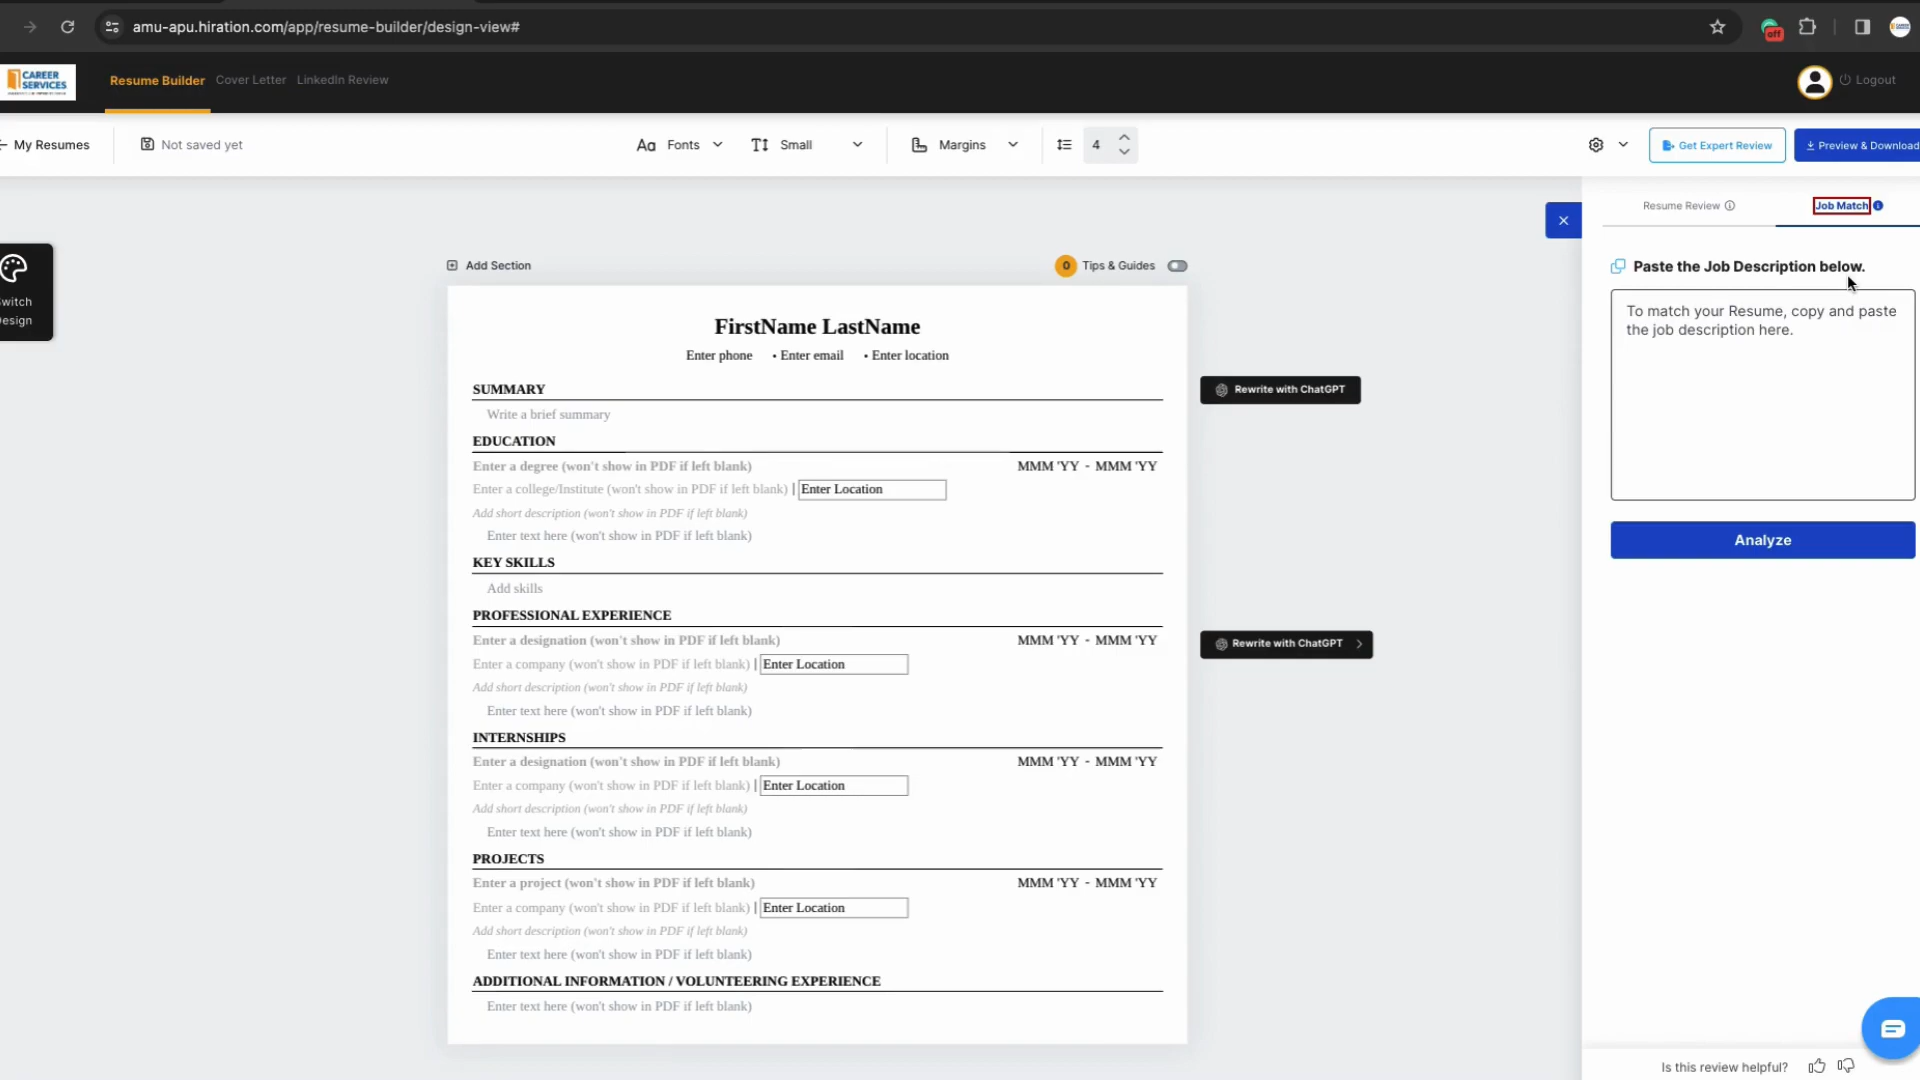 amu-apu.hiration.com/app/resume-builder/design-view#
off
CAREER
SERVICES
Resume Builder
Cover Letter
LinkedIn Review
Logout
My Resumes
Not saved yet
Aa Fonts
Small
Margins
4
Get Expert Review
Preview & Download
Resume Review
Job Match
Switch
Design
Add Section
0 Tips & Guides
Paste the Job Description below.
To match your Resume, copy and paste
the job description here.
Analyze
FirstName LastName
Enter phone • Enter email • Enter location
SUMMARY
Rewrite with ChatGPT
Write a brief summary
EDUCATION
Enter a degree (won't show in PDF if left blank) MMM 'YY - MMM 'YY
Enter a college/Institute (won't show in PDF if left blank) | Enter Location
Add short description (won't show in PDF if left blank)
Enter text here (won't show in PDF if left blank)
KEY SKILLS
Add skills
PROFESSIONAL EXPERIENCE
Enter a designation (won't show in PDF if left blank) MMM 'YY - MMM 'YY
Rewrite with ChatGPT
Enter a company (won't show in PDF if left blank) | Enter Location
Add short description (won't show in PDF if left blank)
Enter text here (won't show in PDF if left blank)
INTERNSHIPS
Enter a designation (won't show in PDF if left blank) MMM 'YY - MMM 'YY
Enter a company (won't show in PDF if left blank) | Enter Location
Add short description (won't show in PDF if left blank)
Enter text here (won't show in PDF if left blank)
PROJECTS
Enter a project (won't show in PDF if left blank) MMM 'YY - MMM 'YY
Enter a company (won't show in PDF if left blank) | Enter Location
Add short description (won't show in PDF if left blank)
Enter text here (won't show in PDF if left blank)
ADDITIONAL INFORMATION / VOLUNTEERING EXPERIENCE
Enter text here (won't show in PDF if left blank)
Is this review helpful?